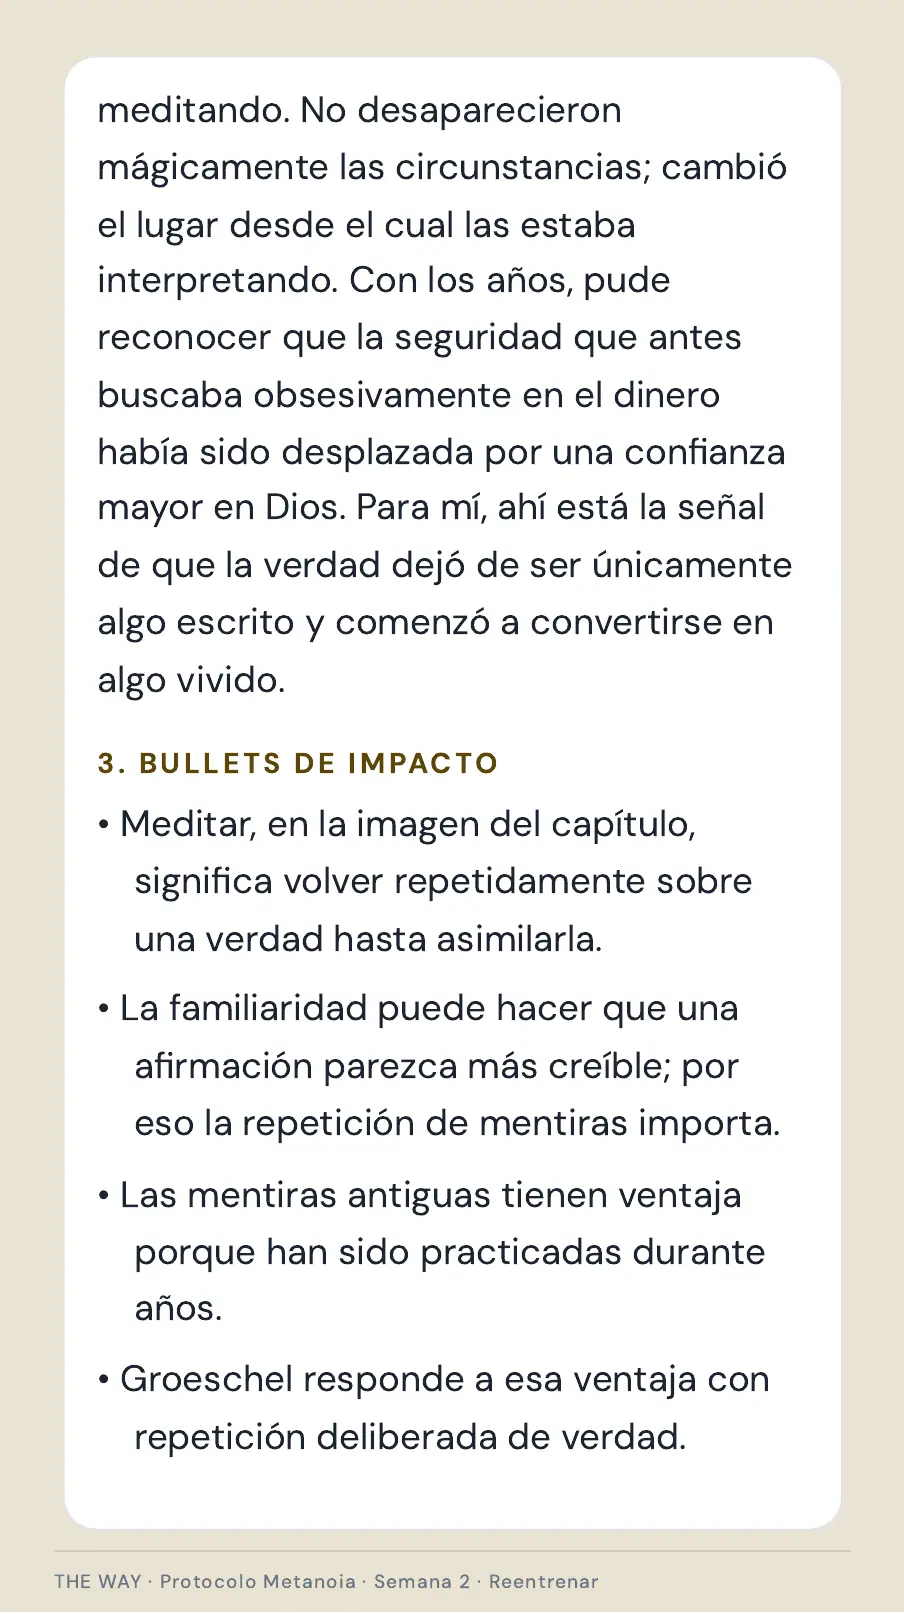 meditando. No desaparecieron
mágicamente las circunstancias; cambió
el lugar desde el cual las estaba
interpretando. Con los años, pude
reconocer que la seguridad que antes
buscaba obsesivamente en el dinero
había sido desplazada por una confianza
mayor en Dios. Para mí, ahí está la señal
de que la verdad dejó de ser únicamente
algo escrito y comenzó a convertirse en
algo vivido.
3. BULLETS DE IMPACTO
• Meditar, en la imagen del capítulo,
significa volver repetidamente sobre
una verdad hasta asimilarla.
• La familiaridad puede hacer que una
afirmación parezca más creíble; por
eso la repetición de mentiras importa.
• Las mentiras antiguas tienen ventaja
porque han sido practicadas durante
años.
• Groeschel responde a esa ventaja con
repetición deliberada de verdad.
THE WAY · Protocolo Metanoia · Semana 2 · Reentrenar